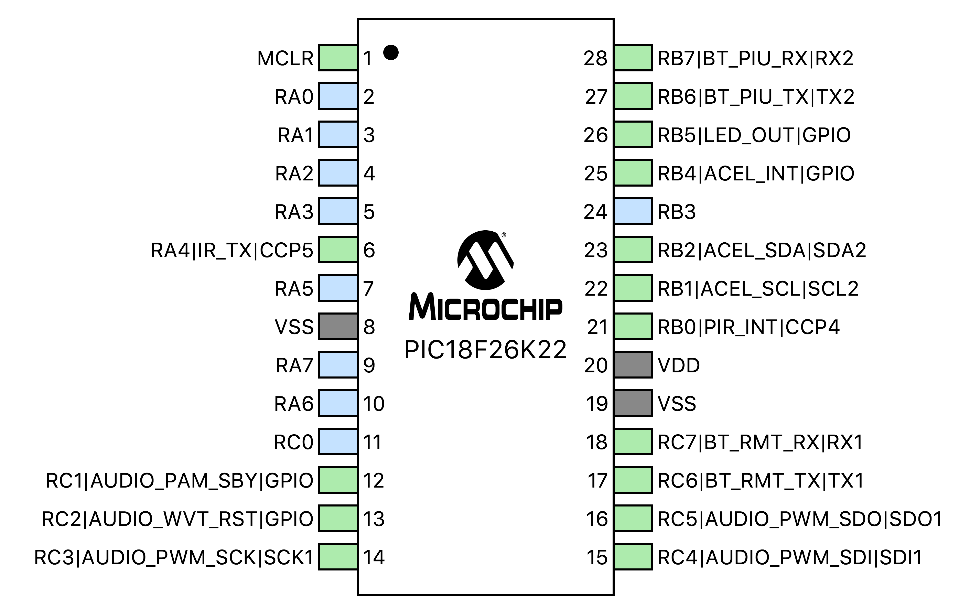 MCLR 1 28 RB7|BT_PIU_RX|RX2
RA0 2 27 RB6|BT_PIU_TX|TX2
RA1 3 26 RB5|LED_OUT|GPIO
RA2 4 25 RB4|ACEL_INT|GPIO
RA3 5 24 RB3
RA4|IR_TX|CCP5 6 23 RB2|ACEL_SDA|SDA2
RA5 7 22 RB1|ACEL_SCL|SCL2
MICROCHIP
VSS 8 21 RB0|PIR_INT|CCP4
PIC18F26K22
RA7 9 20 VDD
RA6 10 19 VSS
RC0 11 18 RC7|BT_RMT_RX|RX1
RC1|AUDIO_PAM_SBY|GPIO 12 17 RC6|BT_RMT_TX|TX1
RC2|AUDIO_WVT_RST|GPIO 13 16 RC5|AUDIO_PWM_SDO|SDO1
RC3|AUDIO_PWM_SCK|SCK1 14 15 RC4|AUDIO_PWM_SDI|SDI1